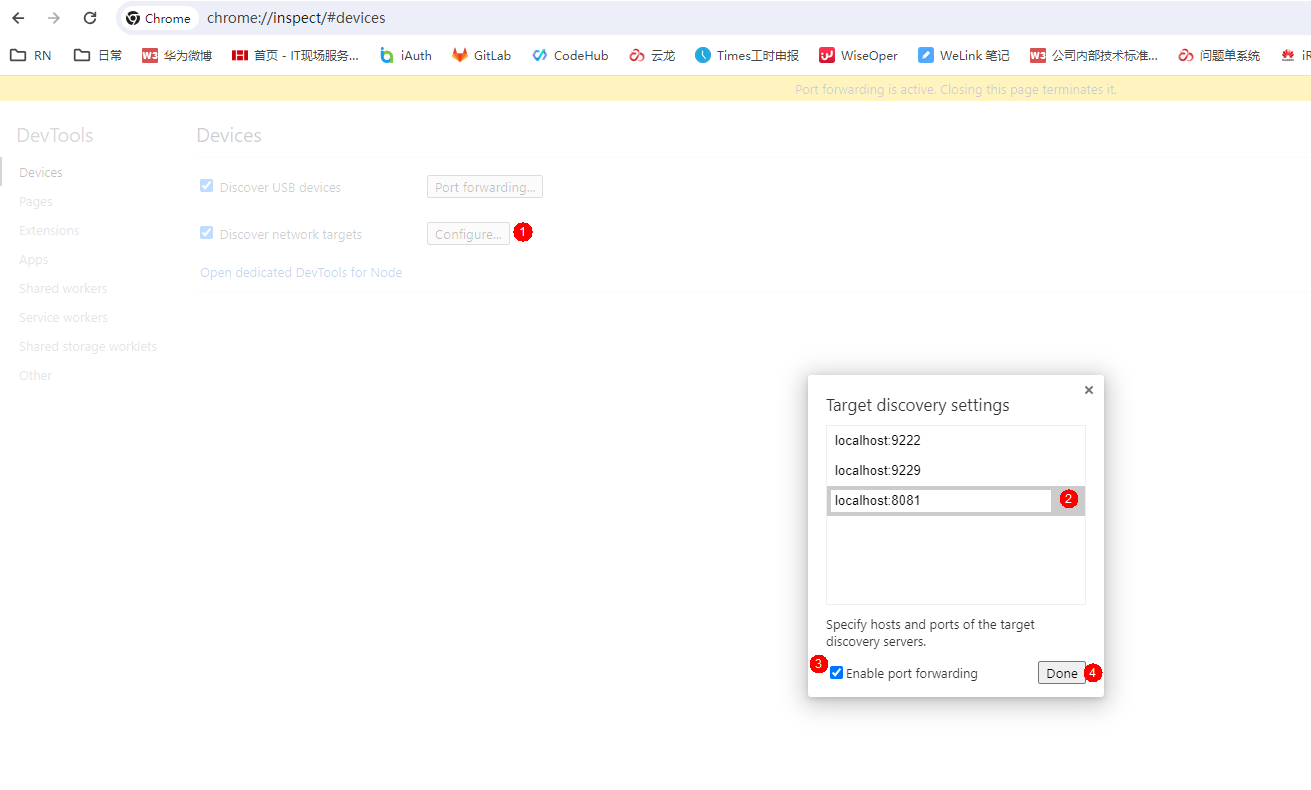 Chrome chrome://inspect/#devices
RN 日常 W3 华为微博 首页 - IT现场服务... iAuth GitLab CodeHub 云龙 Times工时申报 WiseOper WeLink 笔记 W3 公司内部技术标准... 问题单系统 iR
Port forwarding is active. Closing this page terminates it.
DevTools
Devices
Pages
Extensions
Apps
Shared workers
Service workers
Shared storage worklets
Other
Devices
Discover USB devices Port forwarding...
Discover network targets Configure... 1
Open dedicated DevTools for Node
Target discovery settings
localhost:9222
localhost:9229
localhost:8081 2
Specify hosts and ports of the target
discovery servers.
3 Enable port forwarding Done 4